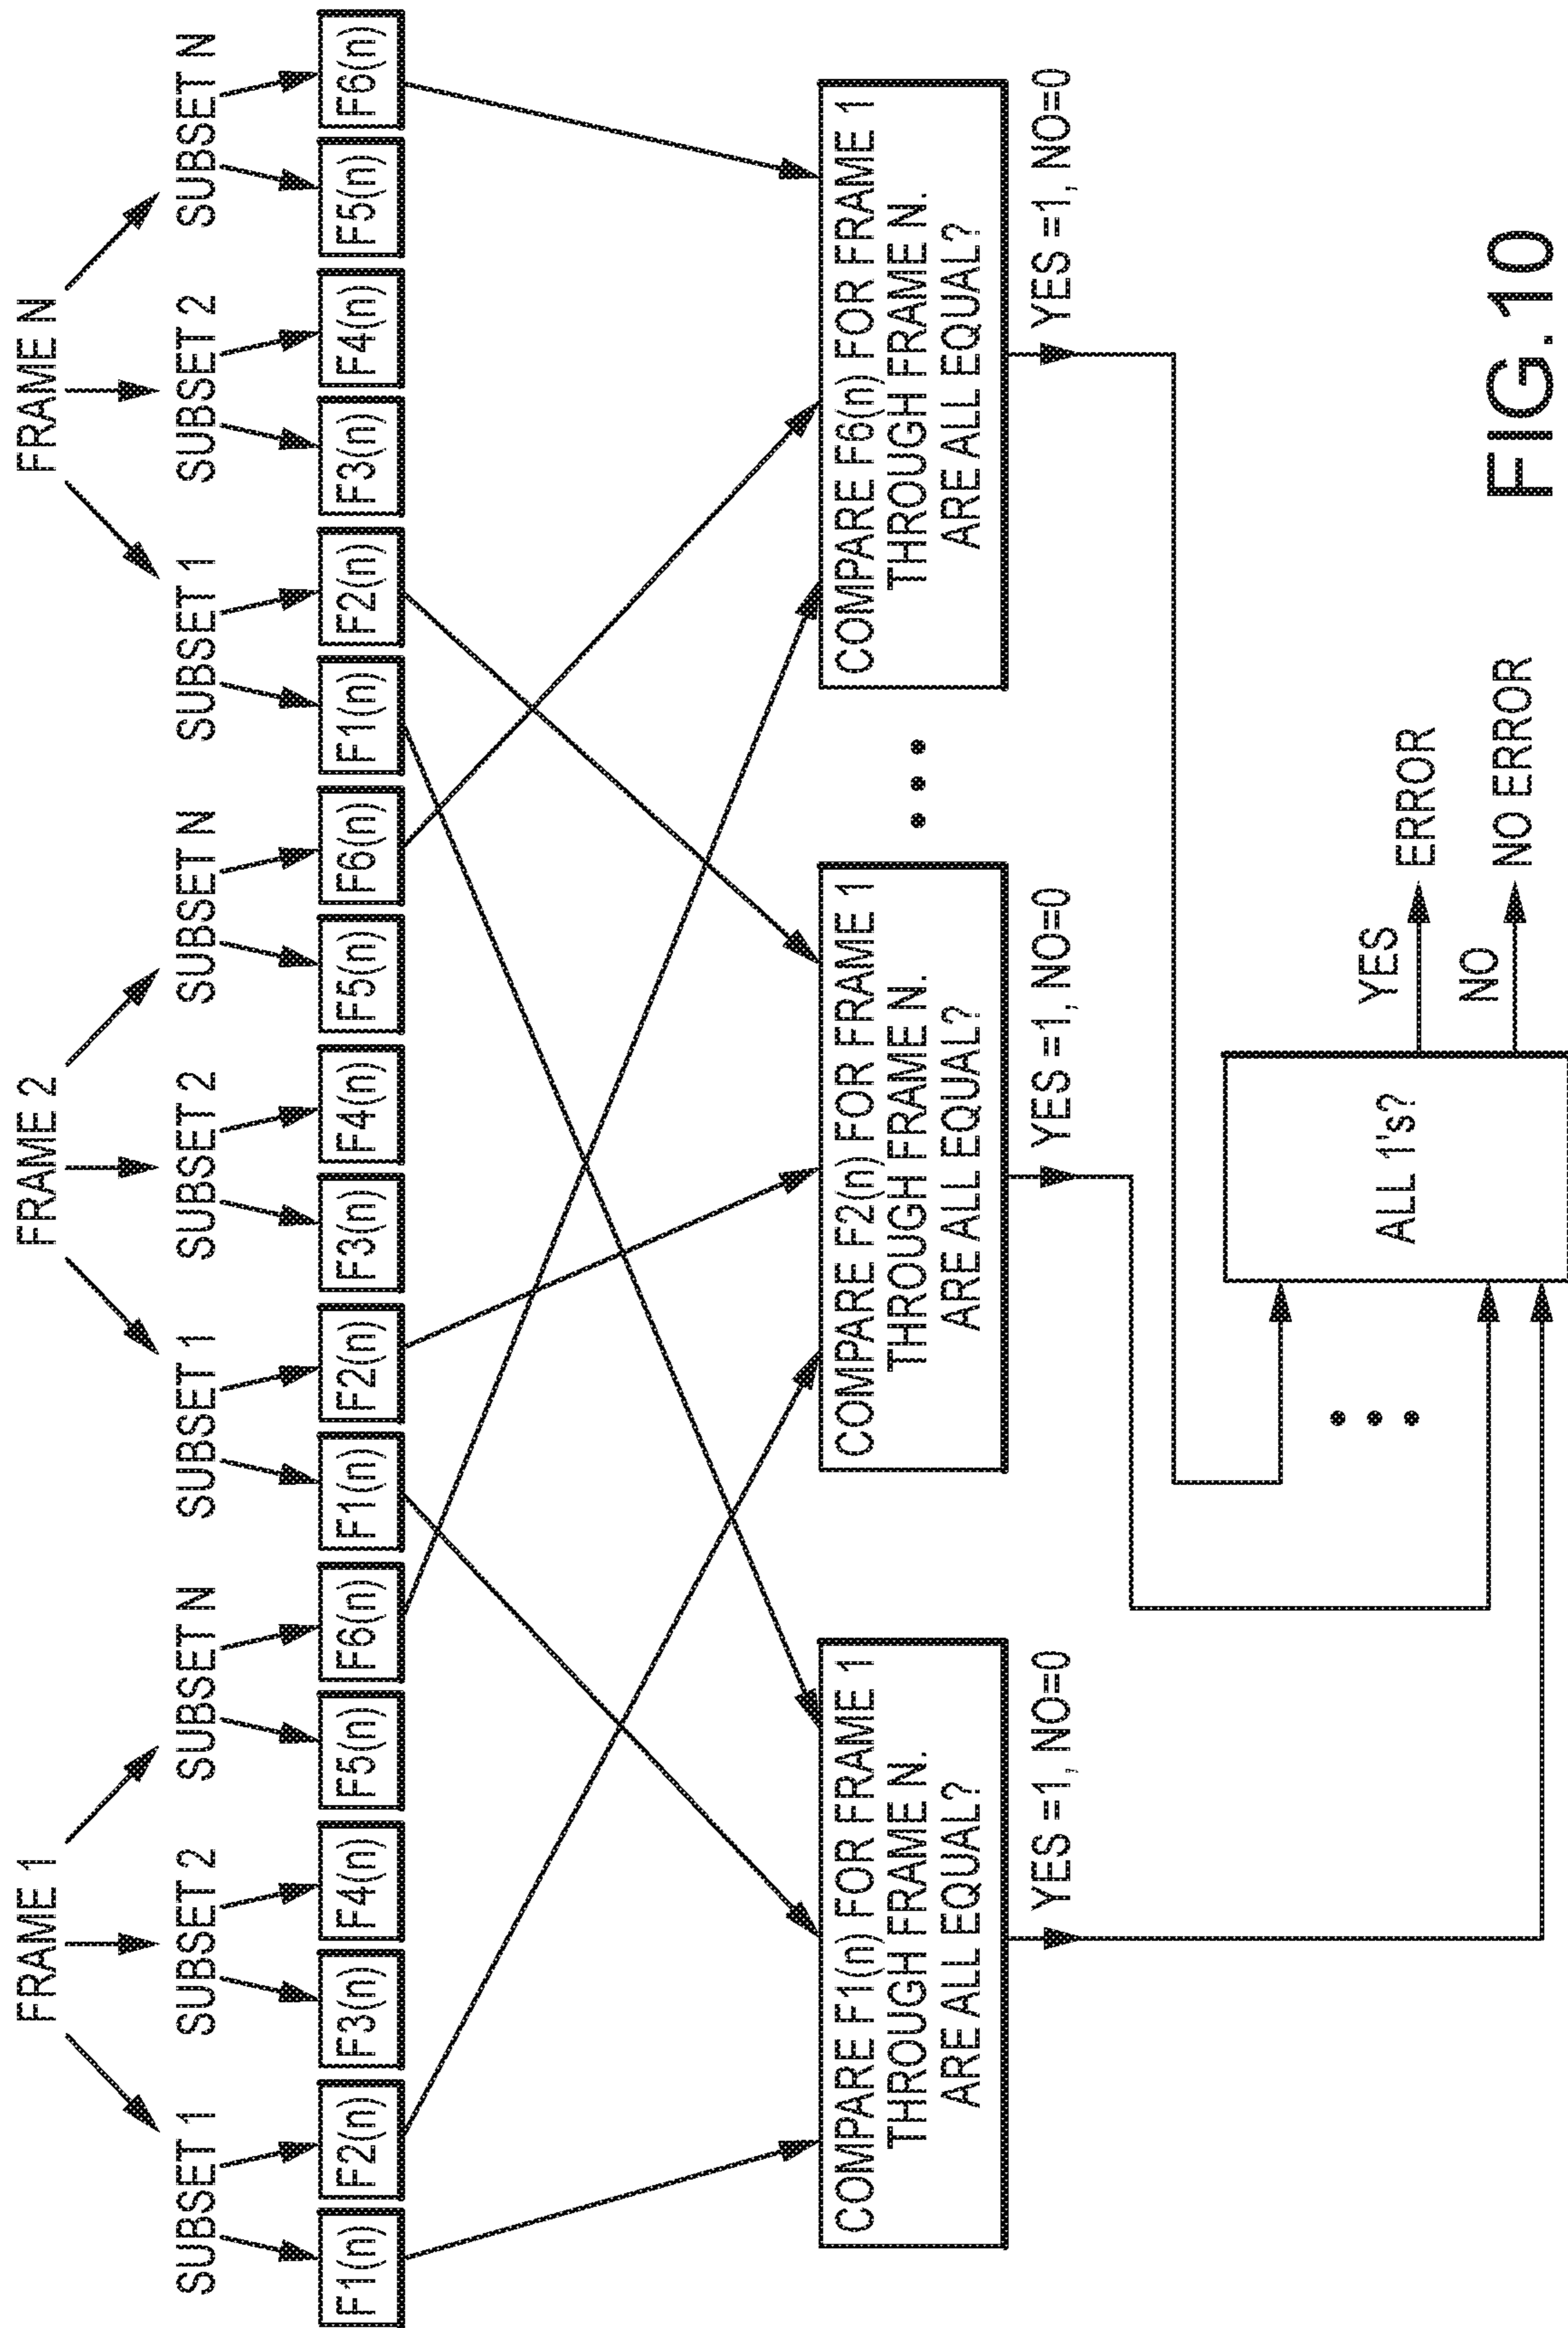 FRAME 1
FRAME 2
FRAME N
SUBSET 1
SUBSET 2
SUBSET N
SUBSET 1
SUBSET 2
SUBSET N
SUBSET 1
SUBSET 2
SUBSET N
F1(n)
F2(n)
F3(n)
F4(n)
F5(n)
F6(n)
F1(n)
F2(n)
F3(n)
F4(n)
F5(n)
F6(n)
F1(n)
F2(n)
F3(n)
F4(n)
F5(n)
F6(n)
COMPARE F1(n) FOR FRAME 1
THROUGH FRAME N.
ARE ALL EQUAL?
COMPARE F2(n) FOR FRAME 1
THROUGH FRAME N.
ARE ALL EQUAL?
• • •
COMPARE F6(n) FOR FRAME 1
THROUGH FRAME N.
ARE ALL EQUAL?
YES =1, NO=0
YES =1, NO=0
YES =1, NO=0
ALL 1's?
YES
ERROR
NO
NO ERROR
FIG. 10